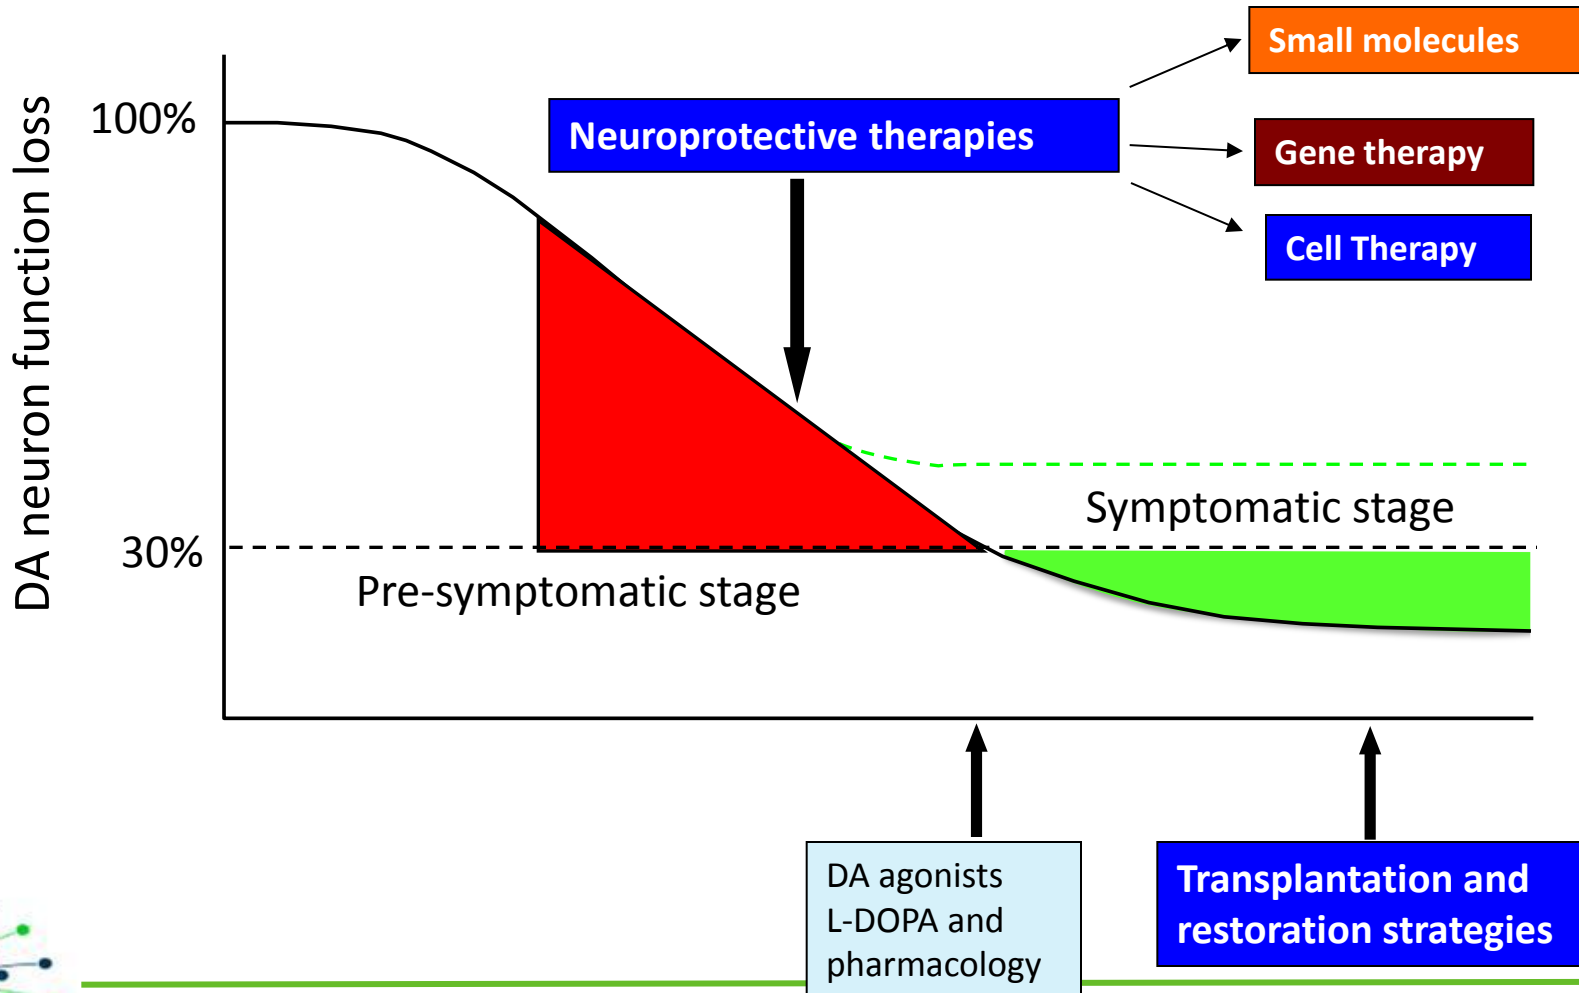 Small molecules
100%
Neuroprotective therapies
Gene therapy
Cell Therapy
DA neuron function loss
Symptomatic stage
30%
Pre-symptomatic stage
DA agonists
L-DOPA and
pharmacology
Transplantation and
restoration strategies